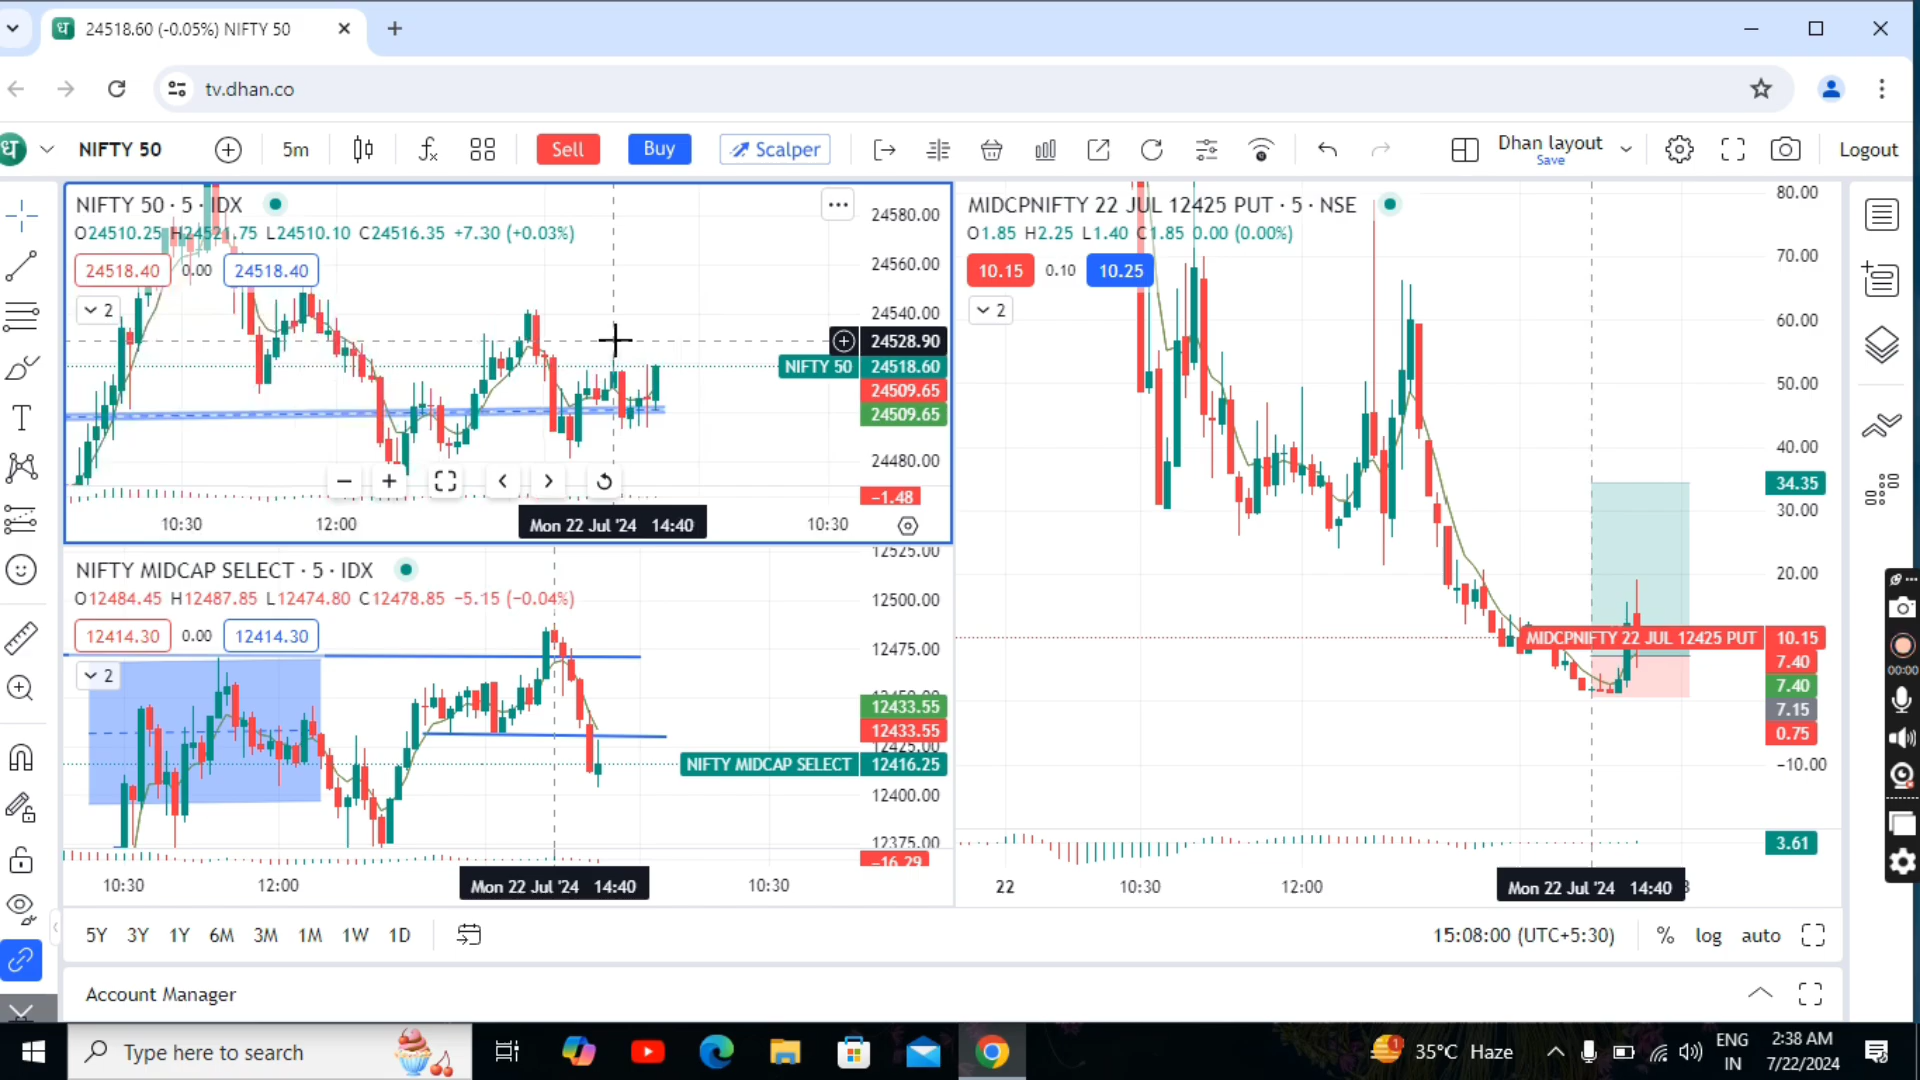 24518.60 (-0.05%) NIFTY 50
tv.dhan.co
NIFTY 50
5m
Sell
Buy
Scalper
Dhan layout
Save
Logout
NIFTY 50 · 5 · IDX
O24510.25 H24521.75 L24510.10 C24516.35 +7.30 (+0.03%)
24518.40 0.00 24518.40
2
24580.00
24560.00
24540.00
24528.90
NIFTY 50 24518.60
24509.65
24509.65
24480.00
−1.48
10:30 12:00 Mon 22 Jul '24 14:40 10:30
NIFTY MIDCAP SELECT · 5 · IDX
O12484.45 H12487.85 L12474.80 C12478.85 −5.15 (−0.04%)
12414.30 0.00 12414.30
2
12525.00
12500.00
12475.00
12450.00
12433.55
12433.55
12425.00
NIFTY MIDCAP SELECT 12416.25
12400.00
12375.00
−16.29
10:30 12:00 Mon 22 Jul '24 14:40 10:30
MIDCPNIFTY 22 JUL 12425 PUT · 5 · NSE
O1.85 H2.25 L1.40 C1.85 0.00 (0.00%)
10.15 0.10 10.25
2
80.00
70.00
60.00
50.00
40.00
34.35
30.00
20.00
MIDCPNIFTY 22 JUL 12425 PUT 10.15
7.40
7.40
7.15
0.75
−10.00
3.61
22 10:30 12:00 Mon 22 Jul '24 14:40
00:00
5Y 3Y 1Y 6M 3M 1M 1W 1D
15:08:00 (UTC+5:30) % log auto
Account Manager
Type here to search
1
35°C Haze
ENG
IN
2:38 AM
7/22/2024